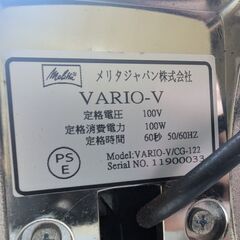 Melitta
メリタジャパン株式会社
VARIO-V
定格電圧 100V
定格消費電力 100W
定格時間 60秒 50/60HZ
PS
E
Model:VARIO-V/CG-122
Serial NO. 11900033